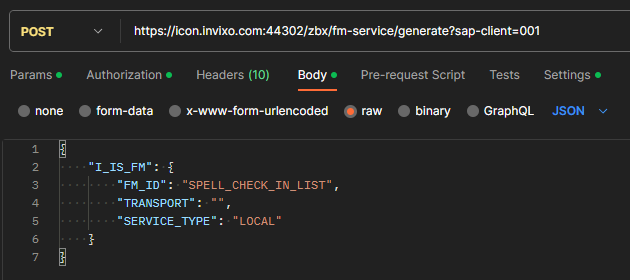 POST https://icon.invixo.com:44302/zbx/fm-service/generate?sap-client=001
Params Authorization Headers (10) Body Pre-request Script Tests Settings
none form-data x-www-form-urlencoded raw binary GraphQL JSON
1 {
2 "I_IS_FM": {
3 "FM_ID": "SPELL_CHECK_IN_LIST",
4 "TRANSPORT": "",
5 "SERVICE_TYPE": "LOCAL"
6 }
7 }